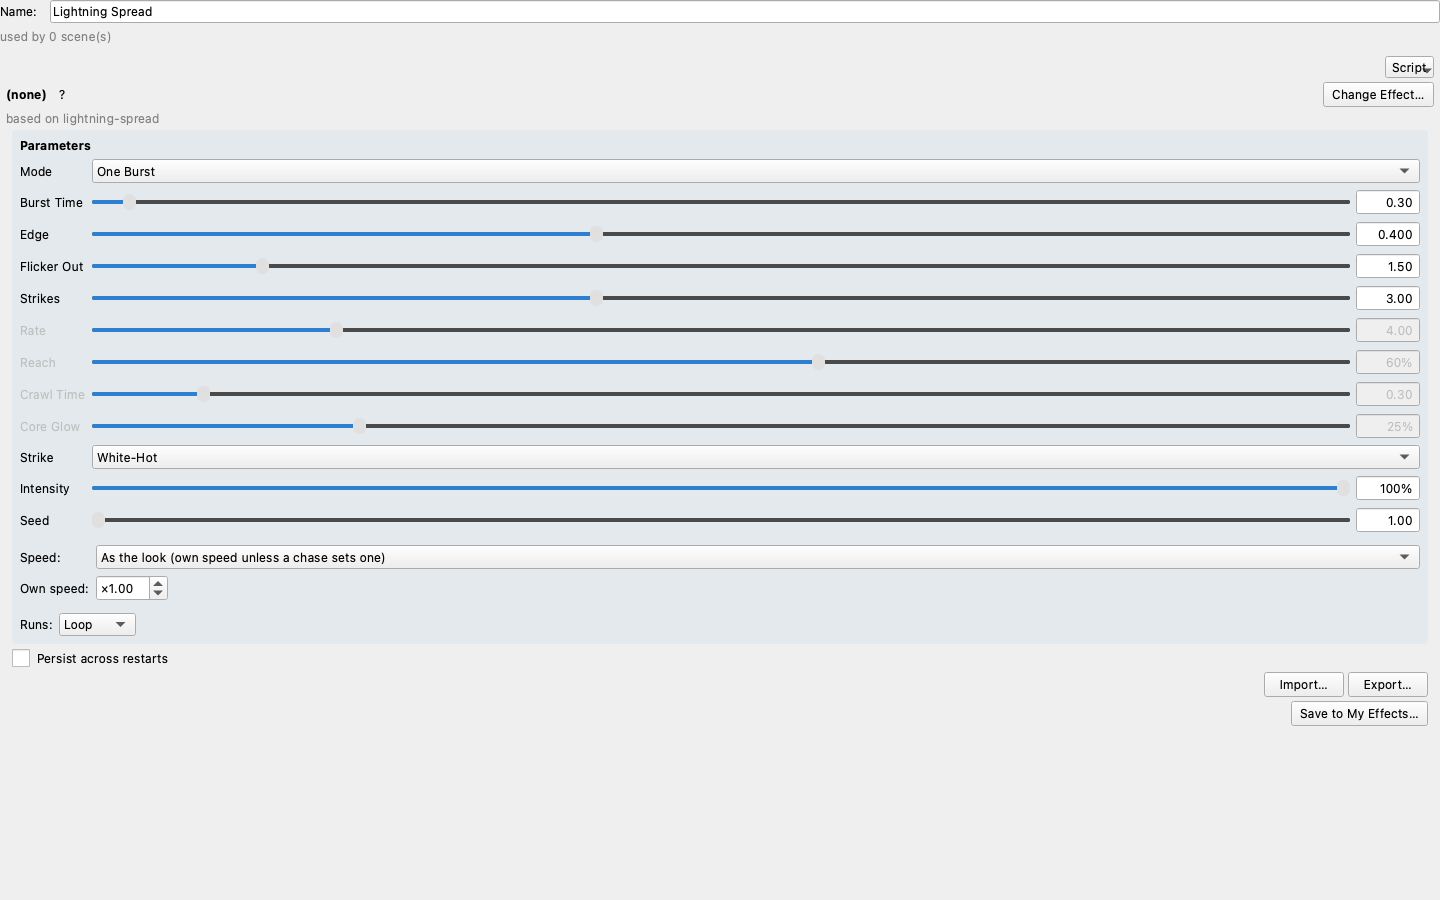 Name: Lightning Spread
used by 0 scene(s)
Script
(none) ? Change Effect...
based on lightning-spread
Parameters
Mode One Burst
Burst Time 0.30
Edge 0.400
Flicker Out 1.50
Strikes 3.00
Rate 4.00
Reach 60%
Crawl Time 0.30
Core Glow 25%
Strike White-Hot
Intensity 100%
Seed 1.00
Speed: As the look (own speed unless a chase sets one)
Own speed: ×1.00
Runs: Loop
Persist across restarts
Import... Export...
Save to My Effects...